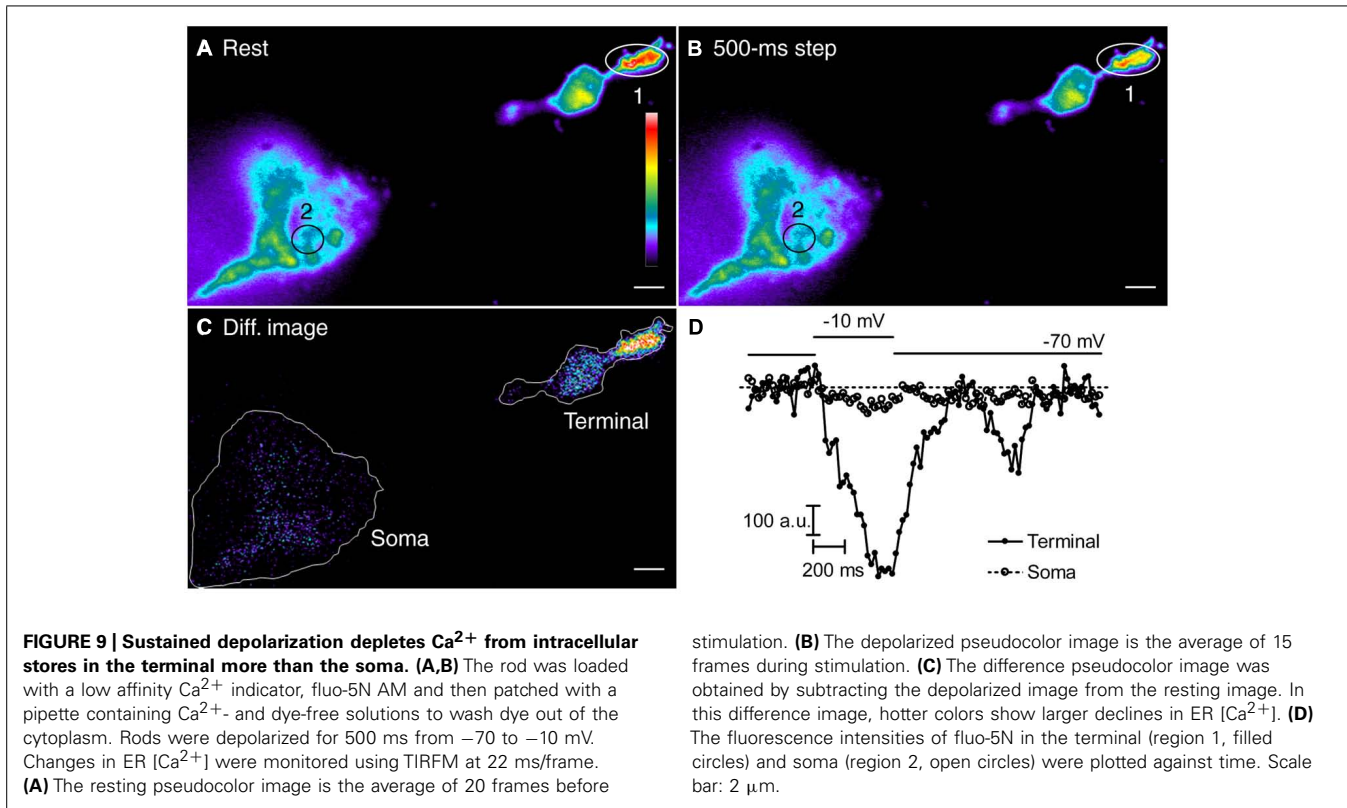 A Rest
1
2
B 500-ms step
1
2
C Diff. image
Terminal
Soma
D
-10 mV
-70 mV
100 a.u.
200 ms
Terminal
Soma
FIGURE 9 | Sustained depolarization depletes Ca2+ from intracellular
stores in the terminal more than the soma. (A,B) The rod was loaded
with a low affinity Ca2+ indicator, fluo-5N AM and then patched with a
pipette containing Ca2+- and dye-free solutions to wash dye out of the
cytoplasm. Rods were depolarized for 500 ms from −70 to −10 mV.
Changes in ER [Ca2+] were monitored using TIRFM at 22 ms/frame.
(A) The resting pseudocolor image is the average of 20 frames before
stimulation. (B) The depolarized pseudocolor image is the average of 15
frames during stimulation. (C) The difference pseudocolor image was
obtained by subtracting the depolarized image from the resting image. In
this difference image, hotter colors show larger declines in ER [Ca2+].
(D) The fluorescence intensities of fluo-5N in the terminal (region 1, filled
circles) and soma (region 2, open circles) were plotted against time. Scale
bar: 2 μm.